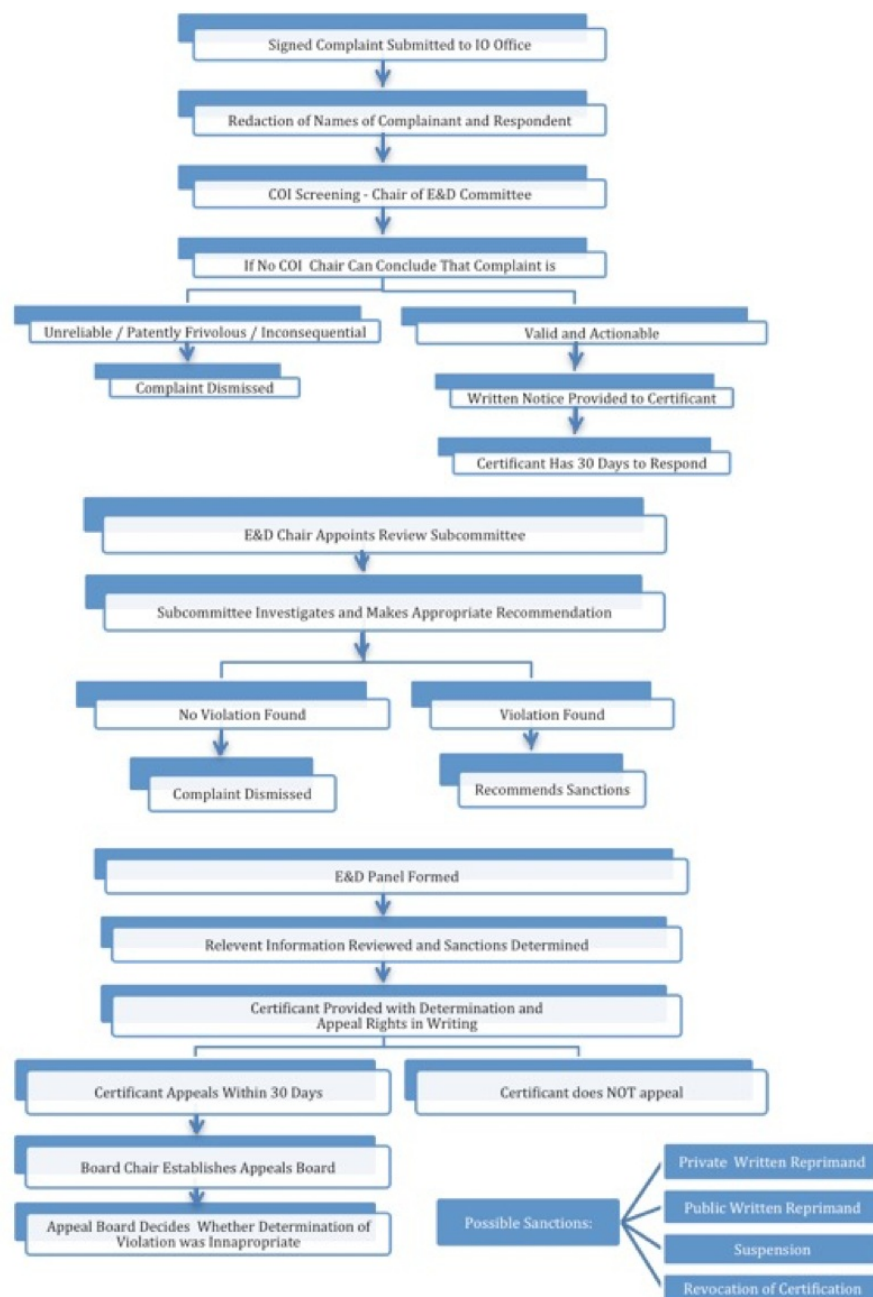 Signed Complaint Submitted to IO Office
Redaction of Names of Complainant and Respondent
COI Screening - Chair of E&D Committee
If No COI Chair Can Conclude That Complaint is
Unreliable / Patently Frivolous / Inconsequential
Complaint Dismissed
Valid and Actionable
Written Notice Provided to Certificant
Certificant Has 30 Days to Respond
E&D Chair Appoints Review Subcommittee
Subcommittee Investigates and Makes Appropriate Recommendation
No Violation Found
Complaint Dismissed
Violation Found
Recommends Sanctions
E&D Panel Formed
Relevent Information Reviewed and Sanctions Determined
Certificant Provided with Determination and
Appeal Rights in Writing
Certificant Appeals Within 30 Days
Board Chair Establishes Appeals Board
Appeal Board Decides Whether Determination of
Violation was Innapropriate
Certificant does NOT appeal
Possible Sanctions:
Private Written Reprimand
Public Written Reprimand
Suspension
Revocation of Certification